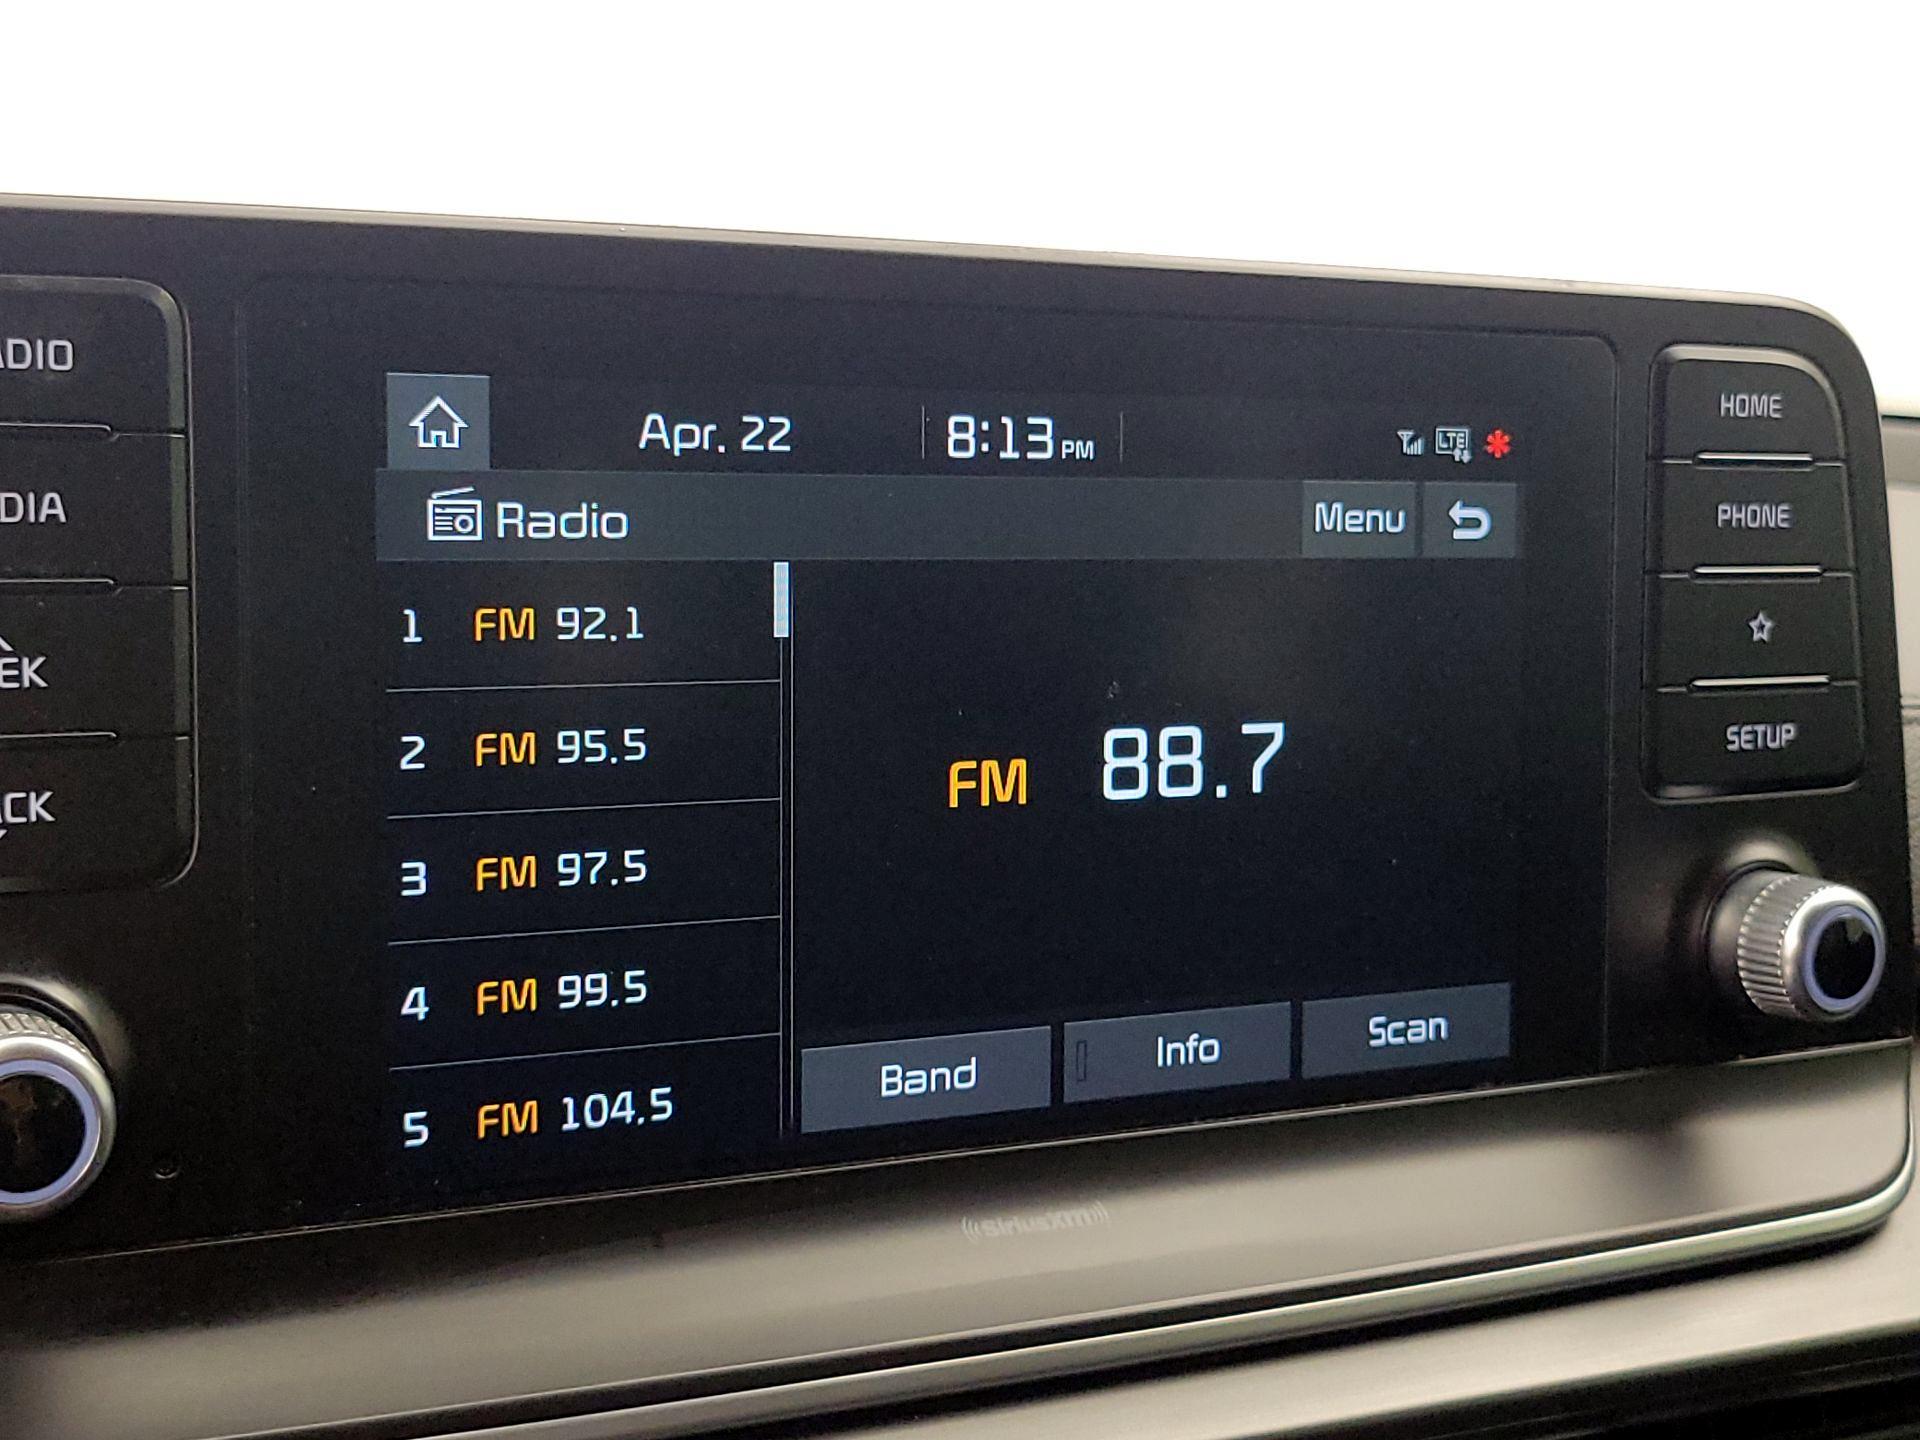 Apr. 22 8:13 PM LTE
Radio Menu
1 FM 92.1
2 FM 95.5
3 FM 97.5
4 FM 99.5
5 FM 104.5
FM 88.7
Band Info Scan
ADIO
DIA
EK
ACK
HOME
PHONE
SETUP
SiriusXM